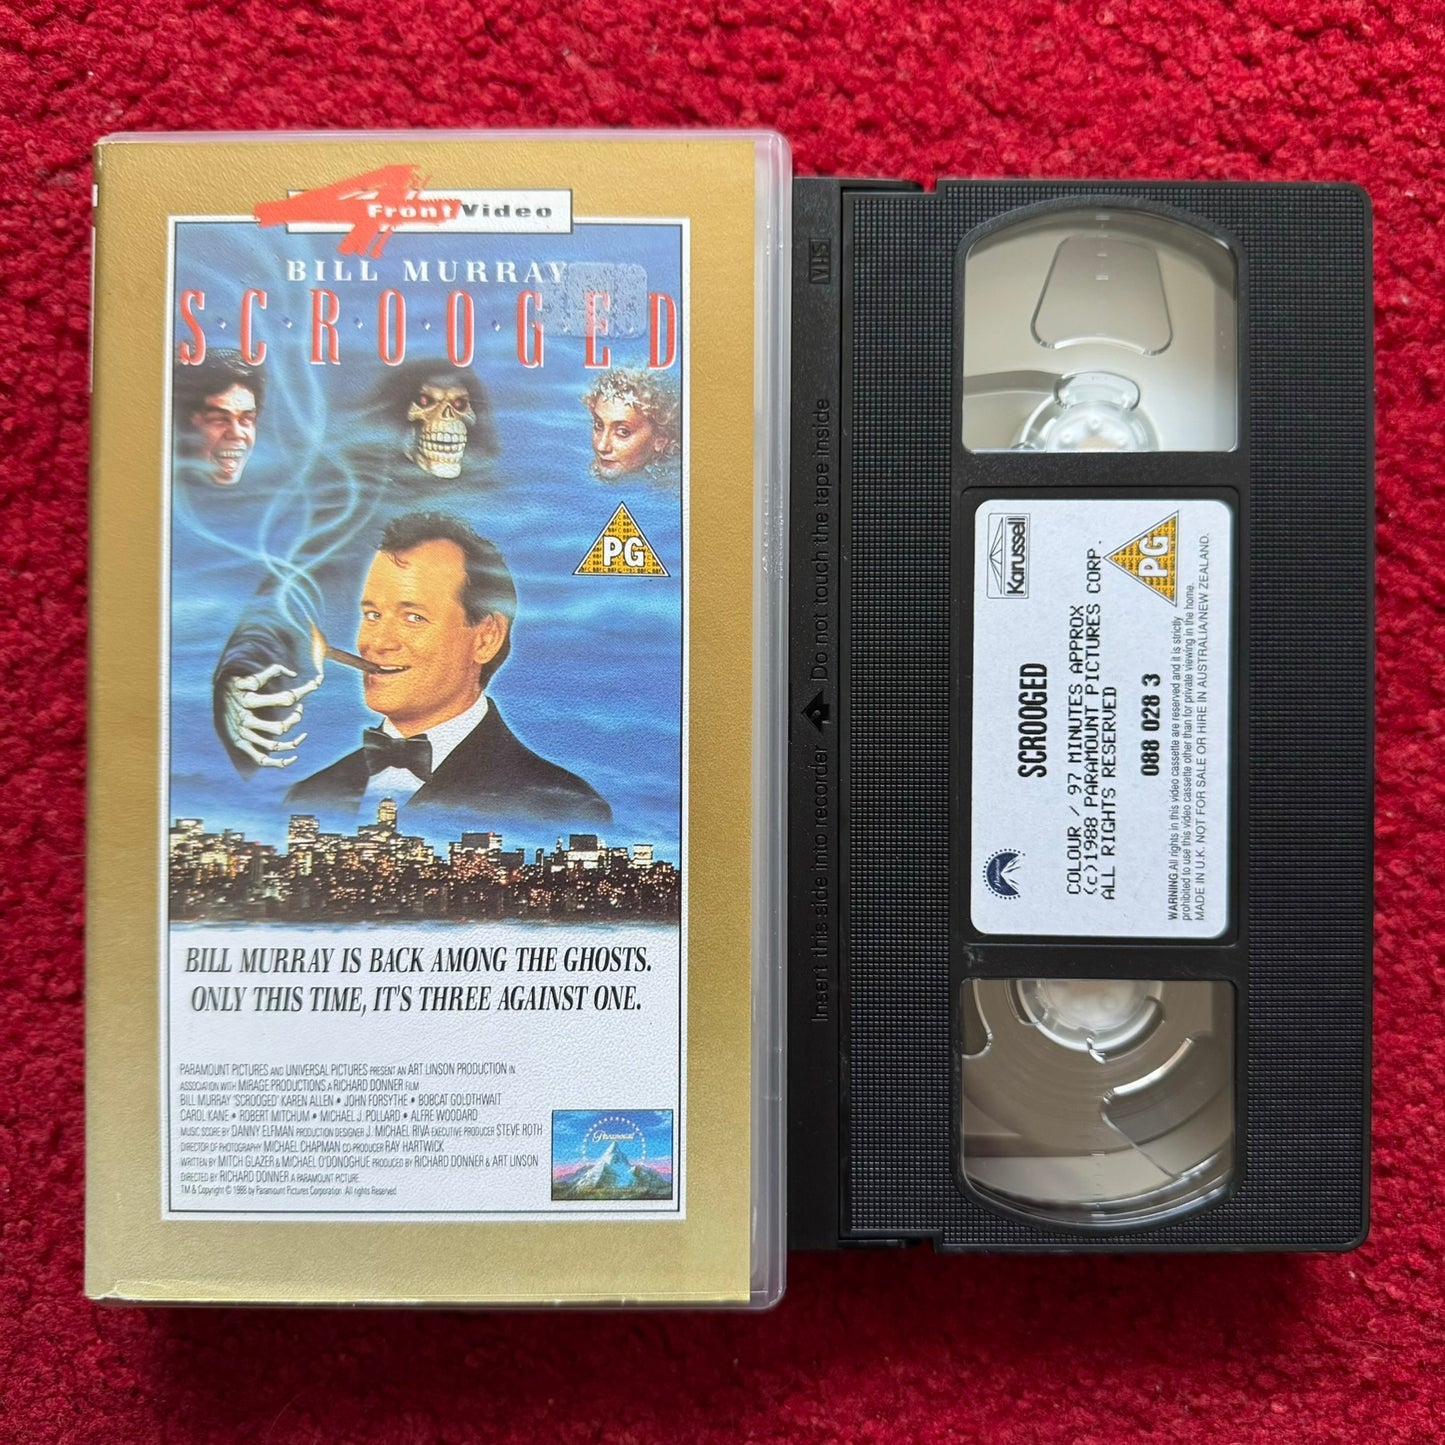 4 Front Video
BILL MURRAY
S·C·R·O·O·G·E·D
PG
BILL MURRAY IS BACK AMONG THE GHOSTS.
ONLY THIS TIME, IT'S THREE AGAINST ONE.
PARAMOUNT PICTURES AND UNIVERSAL PICTURES PRESENT AN ART LINSON PRODUCTION IN
ASSOCIATION WITH MIRAGE PRODUCTIONS A RICHARD DONNER FILM
BILL MURRAY 'SCROOGED' KAREN ALLEN • JOHN FORSYTHE • BOBCAT GOLDTHWAIT
CAROL KANE • ROBERT MITCHUM • MICHAEL J. POLLARD • ALFRE WOODARD
MUSIC SCORE BY DANNY ELFMAN PRODUCTION DESIGNER J. MICHAEL RIVA EXECUTIVE PRODUCER STEVE ROTH
DIRECTOR OF PHOTOGRAPHY MICHAEL CHAPMAN CO-PRODUCER RAY HARTWICK
WRITTEN BY MITCH GLAZER & MICHAEL O'DONOGHUE PRODUCED BY RICHARD DONNER & ART LINSON
DIRECTED BY RICHARD DONNER A PARAMOUNT PICTURE.
TM & Copyright © 1988 by Paramount Pictures Corporation. All rights Reserved
Paramount
VHS
Insert this side into recorder Do not touch the tape inside
Karussell
PG
Paramount
SCROOGED
COLOUR / 97 MINUTES APPROX
(c)1988 PARAMOUNT PICTURES CORP.
ALL RIGHTS RESERVED
088 028 3
WARNING. All rights in this video cassette are reserved and it is strictly
prohibited to use this video cassette other than for private viewing in the home.
MADE IN U.K. NOT FOR SALE OR HIRE IN AUSTRALIA/NEW ZEALAND.